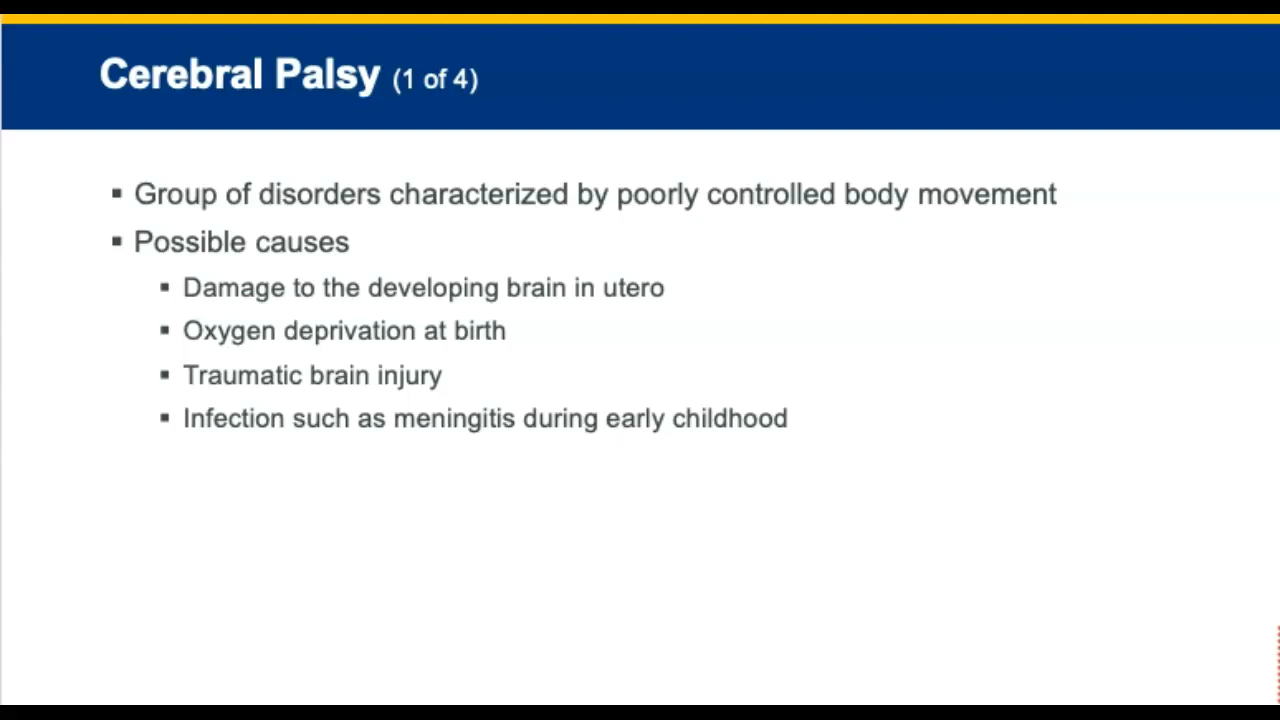 Cerebral Palsy (1 of 4)
▪ Group of disorders characterized by poorly controlled body movement
▪ Possible causes
▪ Damage to the developing brain in utero
▪ Oxygen deprivation at birth
▪ Traumatic brain injury
▪ Infection such as meningitis during early childhood